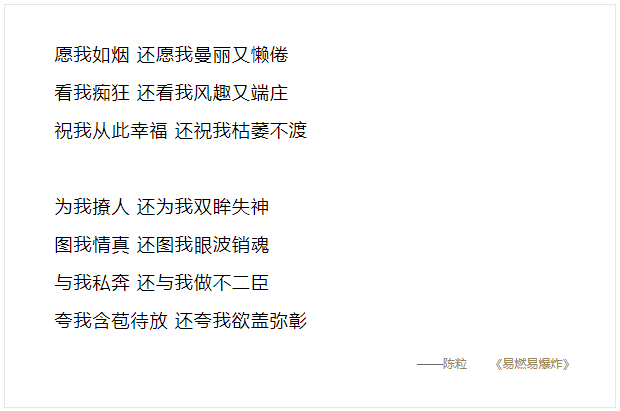 愿我如烟 还愿我曼丽又懒倦
看我痴狂 还看我风趣又端庄
祝我从此幸福 还祝我枯萎不渡
为我撩人 还为我双眸失神
图我情真 还图我眼波销魂
与我私奔 还与我做不二臣
夸我含苞待放 还夸我欲盖弥彰
——陈粒 《易燃易爆炸》